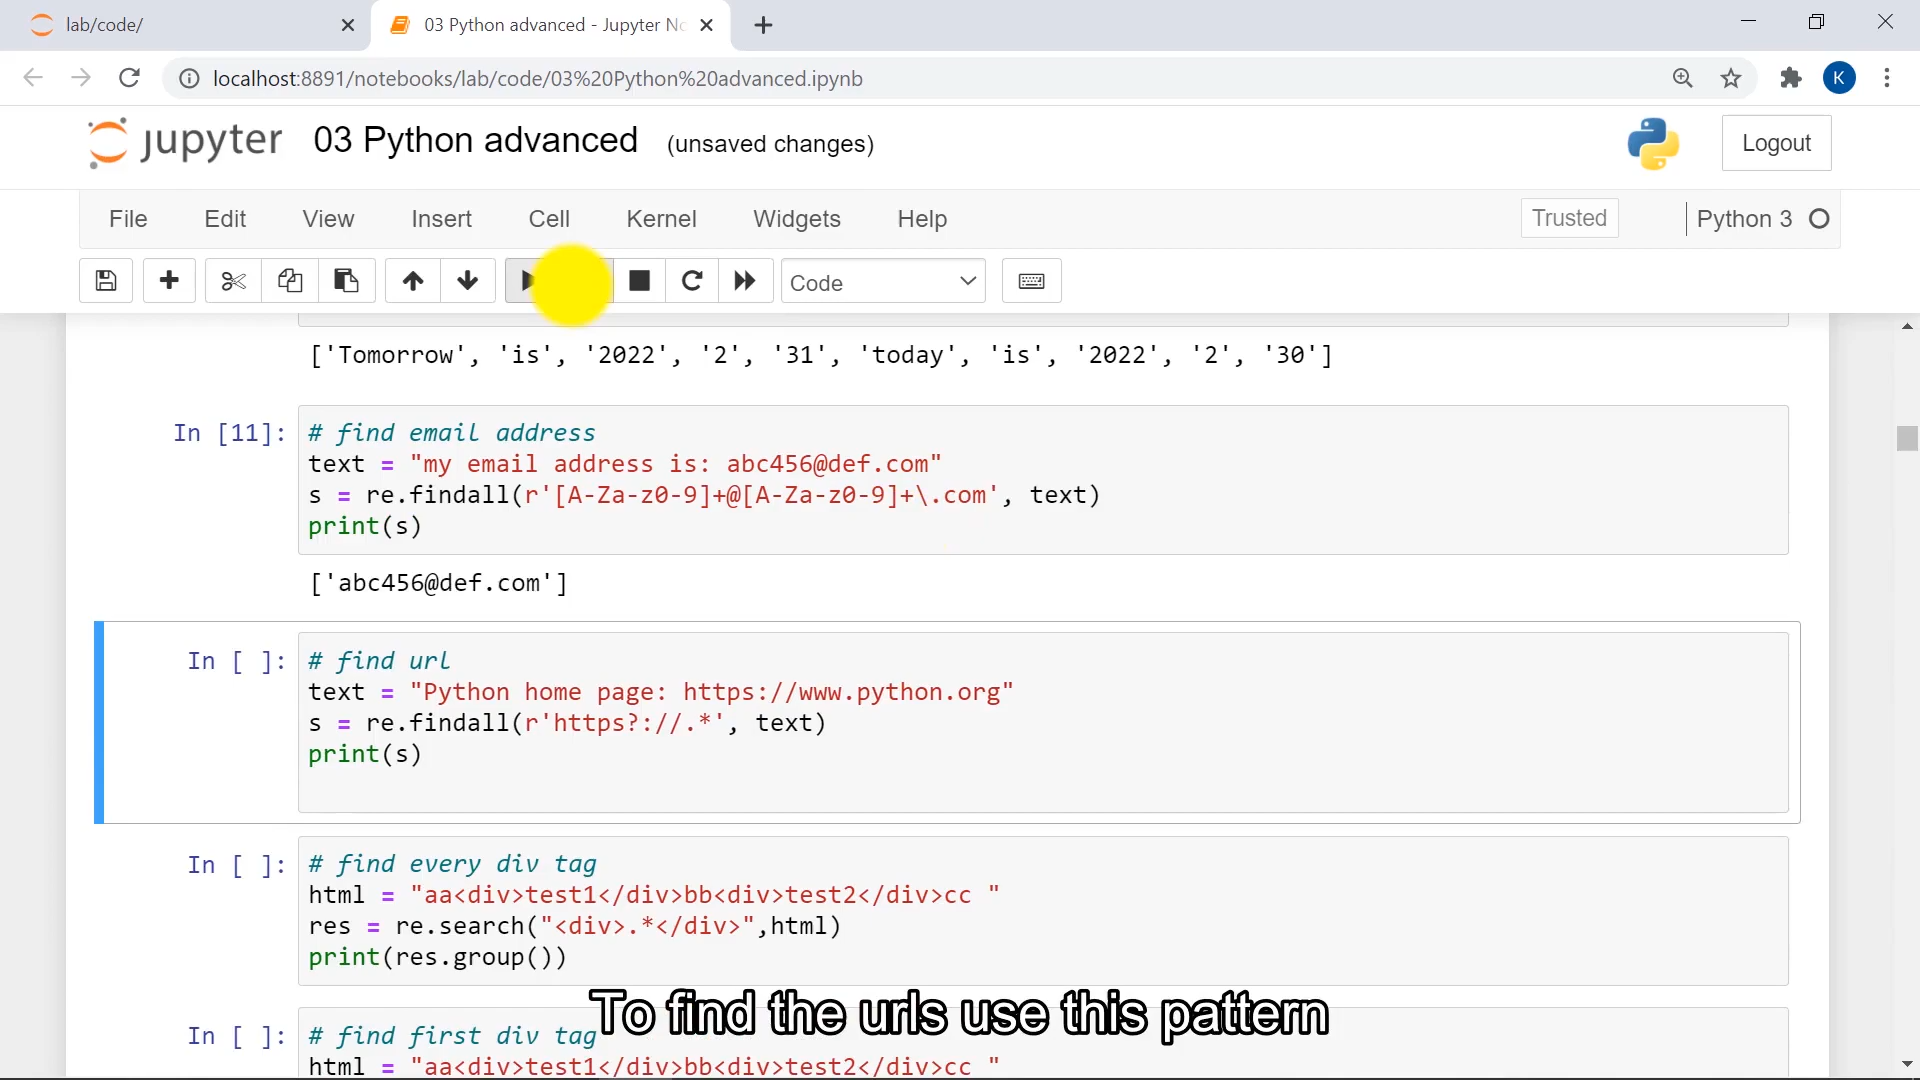 lab/code/
03 Python advanced - Jupyter No
localhost:8891/notebooks/lab/code/03%20Python%20advanced.ipynb
K
jupyter 03 Python advanced (unsaved changes)
Logout
File Edit View Insert Cell Kernel Widgets Help
Trusted
Python 3
Code
['Tomorrow', 'is', '2022', '2', '31', 'today', 'is', '2022', '2', '30']
In [11]:
# find email address
text = "my email address is: abc456@def.com"
s = re.findall(r'[A-Za-z0-9]+@[A-Za-z0-9]+\.com', text)
print(s)
['abc456@def.com']
In [ ]:
# find url
text = "Python home page: https://www.python.org"
s = re.findall(r'https?://.*', text)
print(s)
In [ ]:
# find every div tag
html = "aa<div>test1</div>bb<div>test2</div>cc "
res = re.search("<div>.*</div>",html)
print(res.group())
To find the urls use this pattern
In [ ]:
# find first div tag
html = "aa<div>test1</div>bb<div>test2</div>cc "